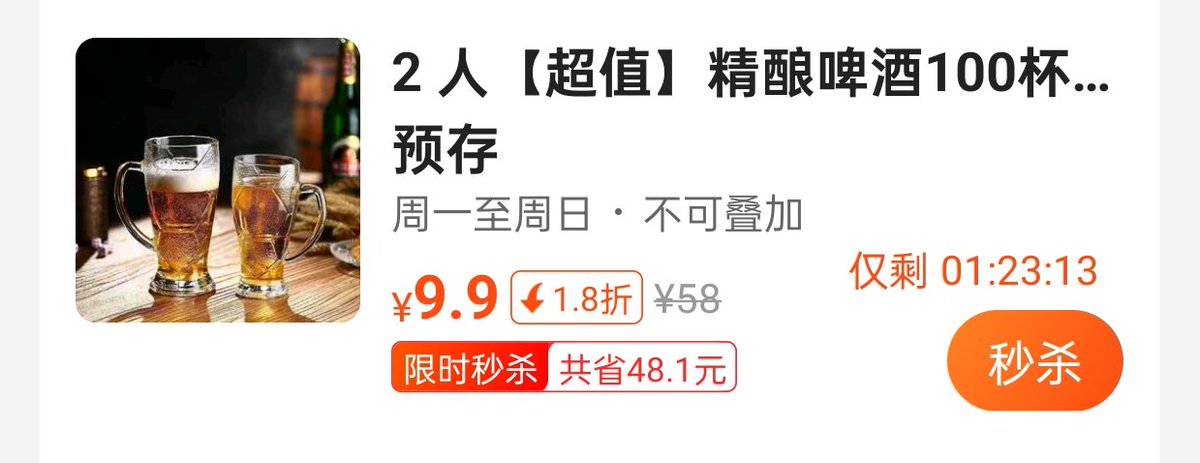 2 人【超值】精酿啤酒100杯...
预存
周一至周日 · 不可叠加
仅剩 01:23:13
¥9.9 1.8折 ¥58
秒杀
限时秒杀 共省48.1元